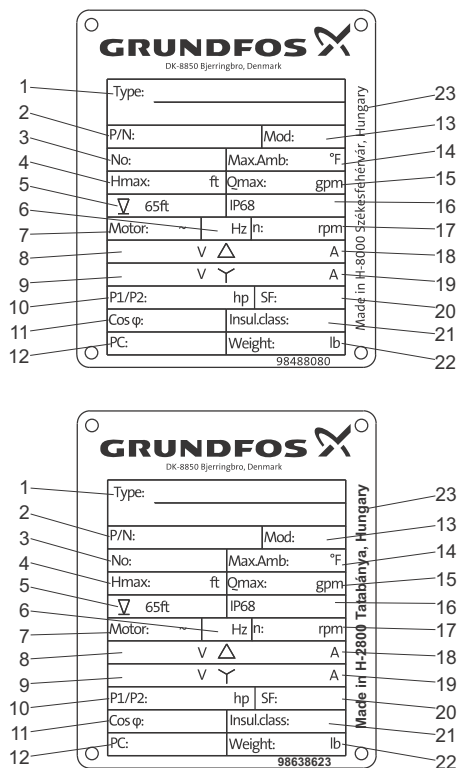 GRUNDFOS
DK-8850 Bjerringbro, Denmark
1 Type: 23
2 P/N: Mod: 13
3 No: Max.Amb: °F 14
4 Hmax: ft Qmax: gpm 15
5 65ft IP68 16
6
7 Motor: ~ Hz n: rpm 17
8 V A 18
9 V A 19
10 P1/P2: hp SF: 20
11 Cos φ: Insul.class: 21
12 PC: Weight: lb 22
98488080
Made in H-8000 Székesfehérvár, Hungary
GRUNDFOS
DK-8850 Bjerringbro, Denmark
1 Type: 23
2 P/N: Mod: 13
3 No: Max.Amb: °F 14
4 Hmax: ft Qmax: gpm 15
5 65ft IP68 16
6
7 Motor: ~ Hz n: rpm 17
8 V A 18
9 V A 19
10 P1/P2: hp SF: 20
11 Cos φ: Insul.class: 21
12 PC: Weight: lb 22
98638623
Made in H-2800 Tatabánya, Hungary